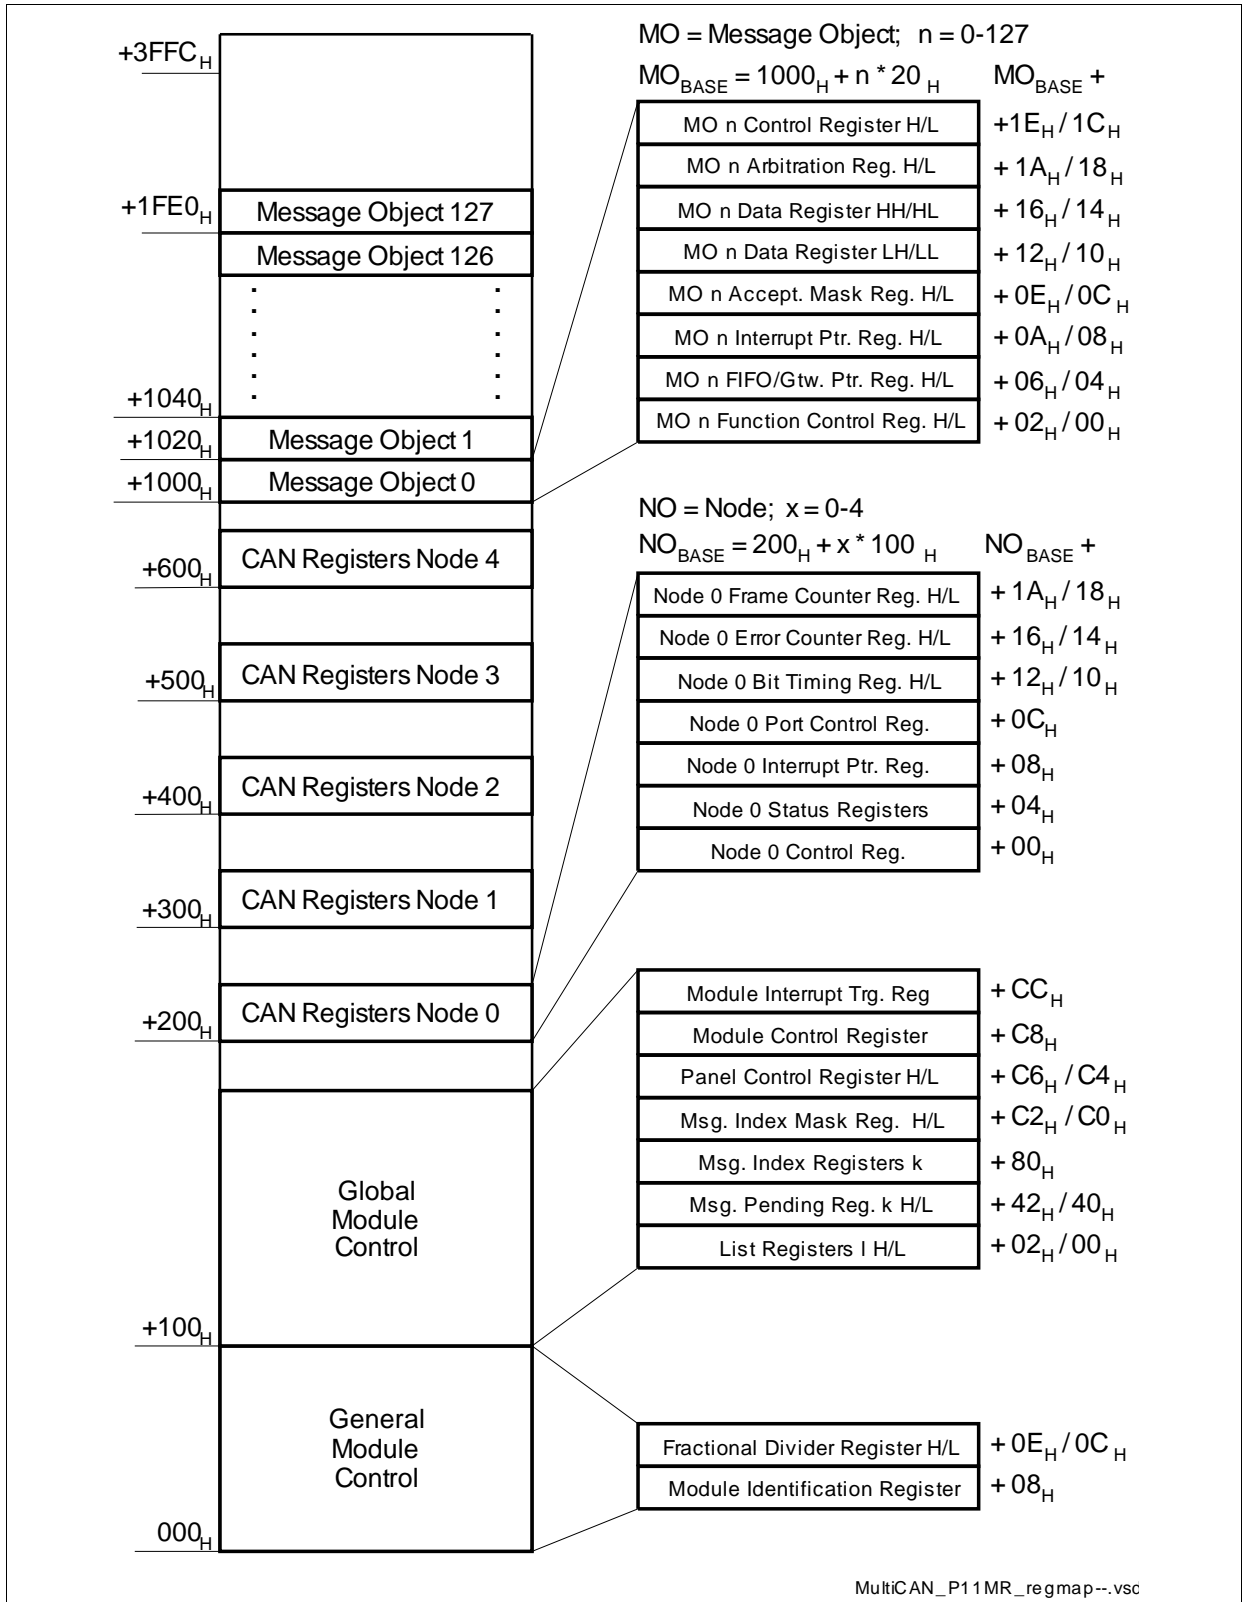 +3FFCH
+1FE0H
Message Object 127
Message Object 126
+1040H
+1020H
Message Object 1
+1000H
Message Object 0
+600H
CAN Registers Node 4
+500H
CAN Registers Node 3
+400H
CAN Registers Node 2
+300H
CAN Registers Node 1
+200H
CAN Registers Node 0
Global
Module
Control
+100H
General
Module
Control
000H
MO = Message Object; n = 0-127
MOBASE = 1000H + n * 20 H MOBASE +
MO n Control Register H/L +1EH / 1CH
MO n Arbitration Reg. H/L + 1AH / 18H
MO n Data Register HH/HL + 16H / 14H
MO n Data Register LH/LL + 12H / 10H
MO n Accept. Mask Reg. H/L + 0EH / 0CH
MO n Interrupt Ptr. Reg. H/L + 0AH / 08H
MO n FIFO/Gtw. Ptr. Reg. H/L + 06H / 04H
MO n Function Control Reg. H/L + 02H / 00H
NO = Node; x = 0-4
NOBASE = 200H + x * 100 H NOBASE +
Node 0 Frame Counter Reg. H/L + 1AH / 18H
Node 0 Error Counter Reg. H/L + 16H / 14H
Node 0 Bit Timing Reg. H/L + 12H / 10H
Node 0 Port Control Reg. + 0CH
Node 0 Interrupt Ptr. Reg. + 08H
Node 0 Status Registers + 04H
Node 0 Control Reg. + 00H
Module Interrupt Trg. Reg + CCH
Module Control Register + C8H
Panel Control Register H/L + C6H / C4H
Msg. Index Mask Reg. H/L + C2H / C0H
Msg. Index Registers k + 80H
Msg. Pending Reg. k H/L + 42H / 40H
List Registers l H/L + 02H / 00H
Fractional Divider Register H/L + 0EH / 0CH
Module Identification Register + 08H
MultiCAN_P11MR_regmap--.vsd